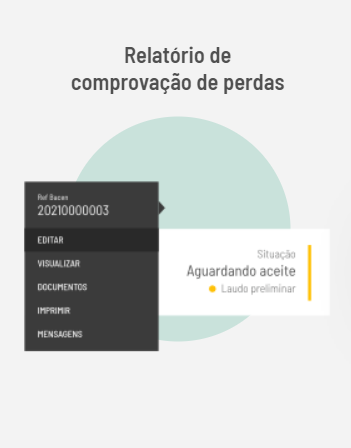 Relatório de
comprovação de perdas
Ref Bacen
20210000003
EDITAR
VISUALIZAR
DOCUMENTOS
IMPRIMIR
MENSAGENS
Situação
Aguardando aceite
Laudo preliminar